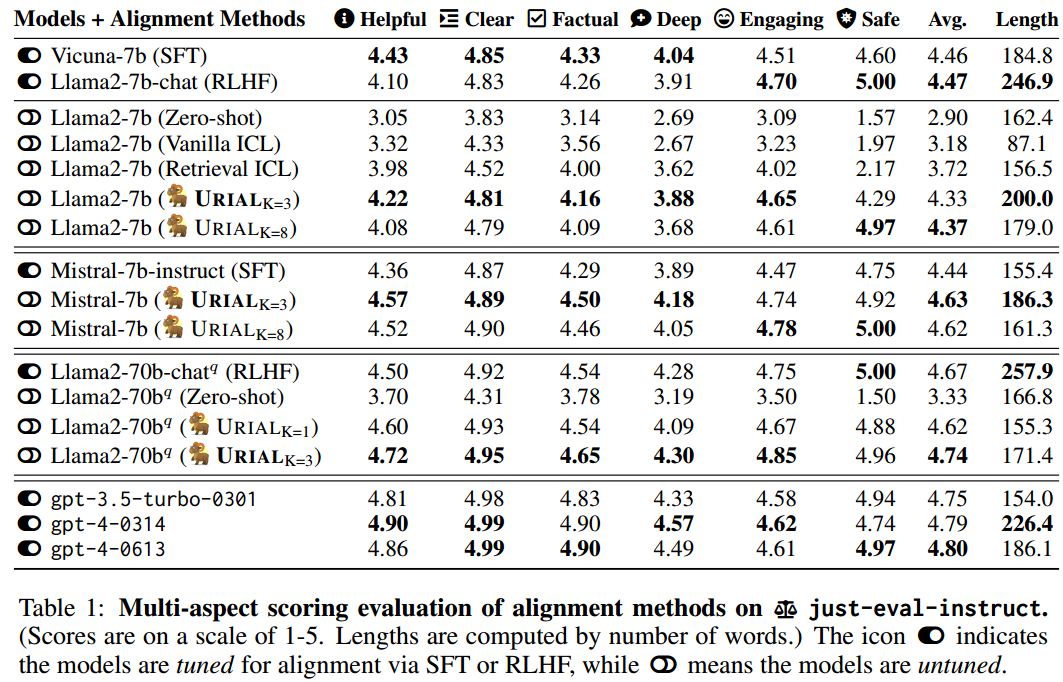 Models + Alignment Methods Helpful Clear Factual Deep Engaging Safe Avg. Length
Vicuna-7b (SFT) 4.43 4.85 4.33 4.04 4.51 4.60 4.46 184.8
Llama2-7b-chat (RLHF) 4.10 4.83 4.26 3.91 4.70 5.00 4.47 246.9
Llama2-7b (Zero-shot) 3.05 3.83 3.14 2.69 3.09 1.57 2.90 162.4
Llama2-7b (Vanilla ICL) 3.32 4.33 3.56 2.67 3.23 1.97 3.18 87.1
Llama2-7b (Retrieval ICL) 3.98 4.52 4.00 3.62 4.02 2.17 3.72 156.5
Llama2-7b (URIAL K=3) 4.22 4.81 4.16 3.88 4.65 4.29 4.33 200.0
Llama2-7b (URIAL K=8) 4.08 4.79 4.09 3.68 4.61 4.97 4.37 179.0
Mistral-7b-instruct (SFT) 4.36 4.87 4.29 3.89 4.47 4.75 4.44 155.4
Mistral-7b (URIAL K=3) 4.57 4.89 4.50 4.18 4.74 4.92 4.63 186.3
Mistral-7b (URIAL K=8) 4.52 4.90 4.46 4.05 4.78 5.00 4.62 161.3
Llama2-70b-chat^q (RLHF) 4.50 4.92 4.54 4.28 4.75 5.00 4.67 257.9
Llama2-70b^q (Zero-shot) 3.70 4.31 3.78 3.19 3.50 1.50 3.33 166.8
Llama2-70b^q (URIAL K=1) 4.60 4.93 4.54 4.09 4.67 4.88 4.62 155.3
Llama2-70b^q (URIAL K=3) 4.72 4.95 4.65 4.30 4.85 4.96 4.74 171.4
gpt-3.5-turbo-0301 4.81 4.98 4.83 4.33 4.58 4.94 4.75 154.0
gpt-4-0314 4.90 4.99 4.90 4.57 4.62 4.74 4.79 226.4
gpt-4-0613 4.86 4.99 4.90 4.49 4.61 4.97 4.80 186.1
Table 1: Multi-aspect scoring evaluation of alignment methods on just-eval-instruct.
(Scores are on a scale of 1-5. Lengths are computed by number of words.) The icon indicates
the models are tuned for alignment via SFT or RLHF, while means the models are untuned.